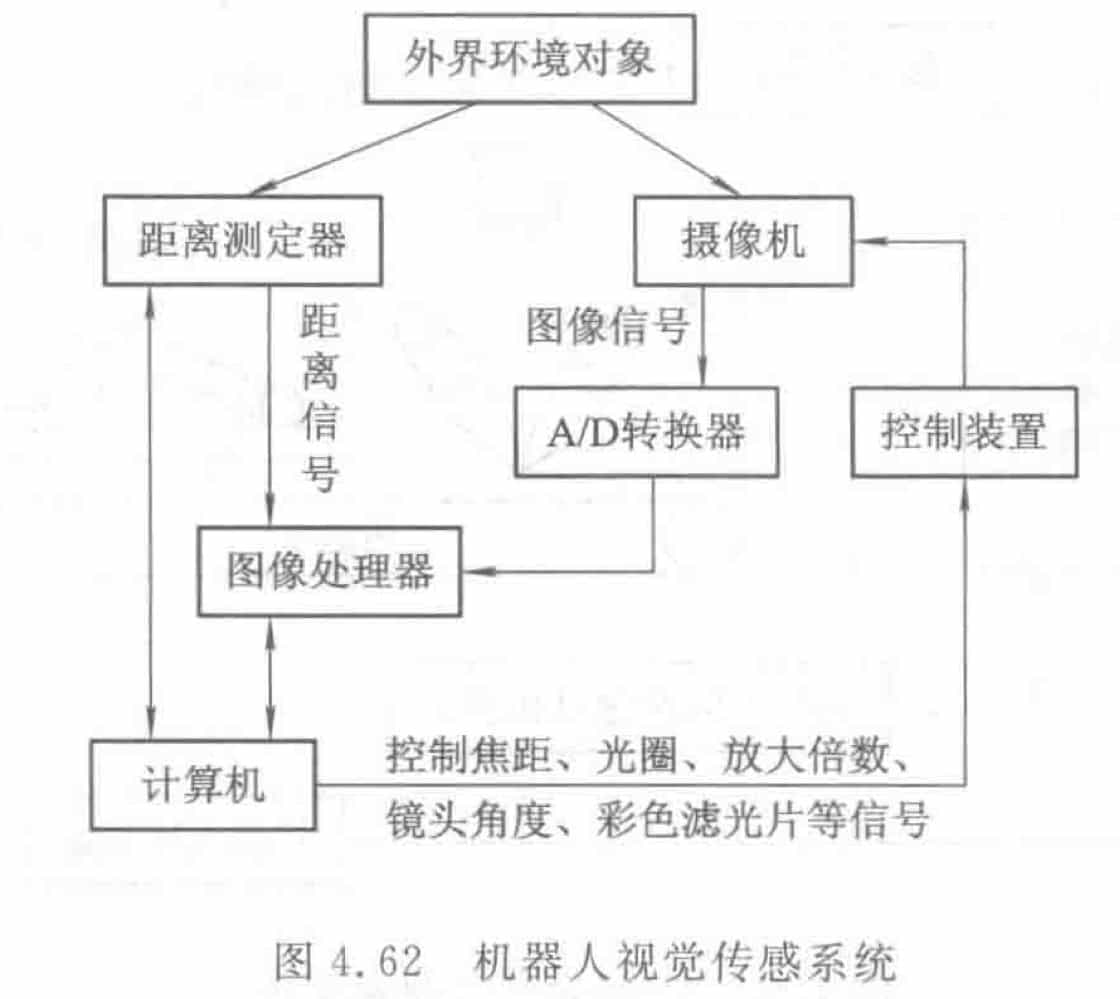 外界环境对象
距离测定器
摄像机
距离信号
图像信号
A/D转换器
控制装置
图像处理器
计算机
控制焦距、光圈、放大倍数、
镜头角度、彩色滤光片等信号
图 4.62 机器人视觉传感系统